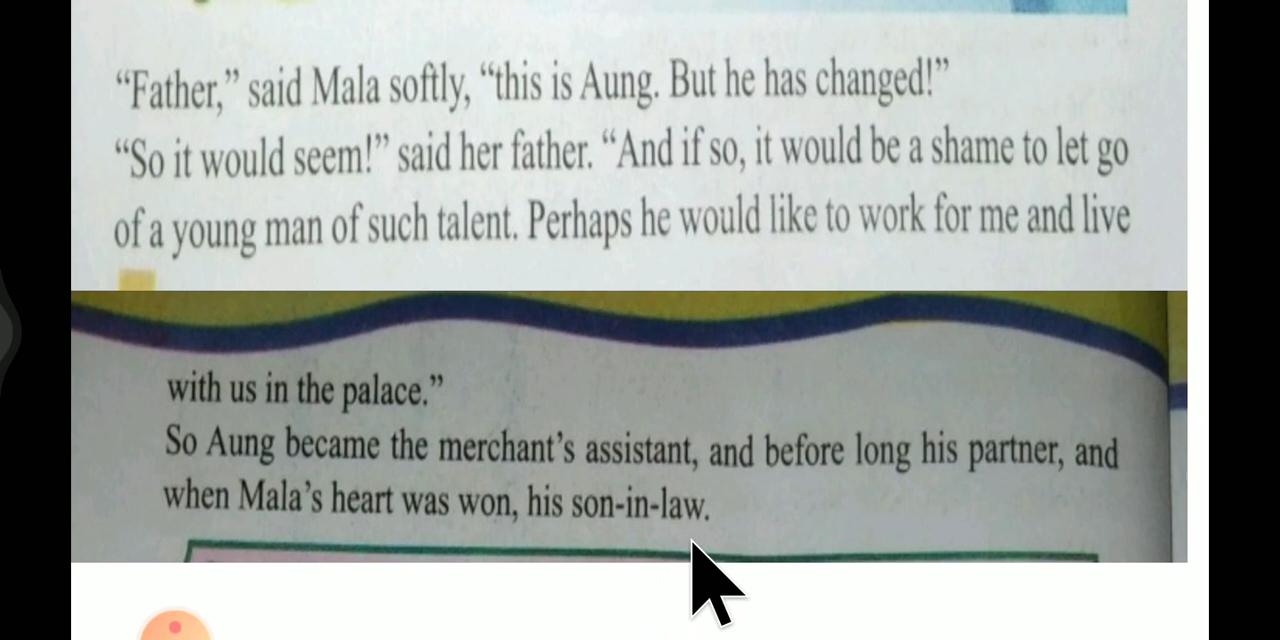 “Father,” said Mala softly, “this is Aung. But he has changed!”
“So it would seem!” said her father. “And if so, it would be a shame to let go
of a young man of such talent. Perhaps he would like to work for me and live
with us in the palace.”
So Aung became the merchant’s assistant, and before long his partner, and
when Mala’s heart was won, his son-in-law.